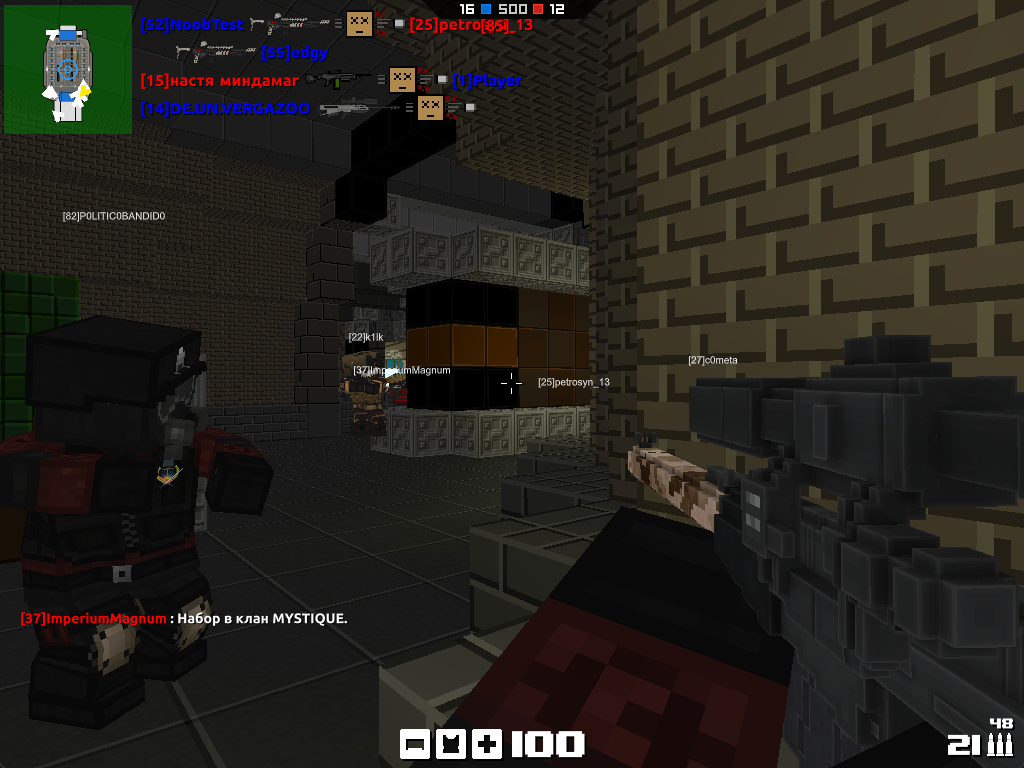 16 500 12
[52]NoobTest [25]petrosyn_13
[55]edgy
[15]настя миндамаг [1]Player
[14]DE.UN.VERGAZOO
[82]P0LITIC0BANDID0
[22]k1lk
[27]c0meta
[37]ImperiumMagnum
[25]petrosyn_13
[37]ImperiumMagnum : Набор в клан MYSTIQUE.
48
100
21